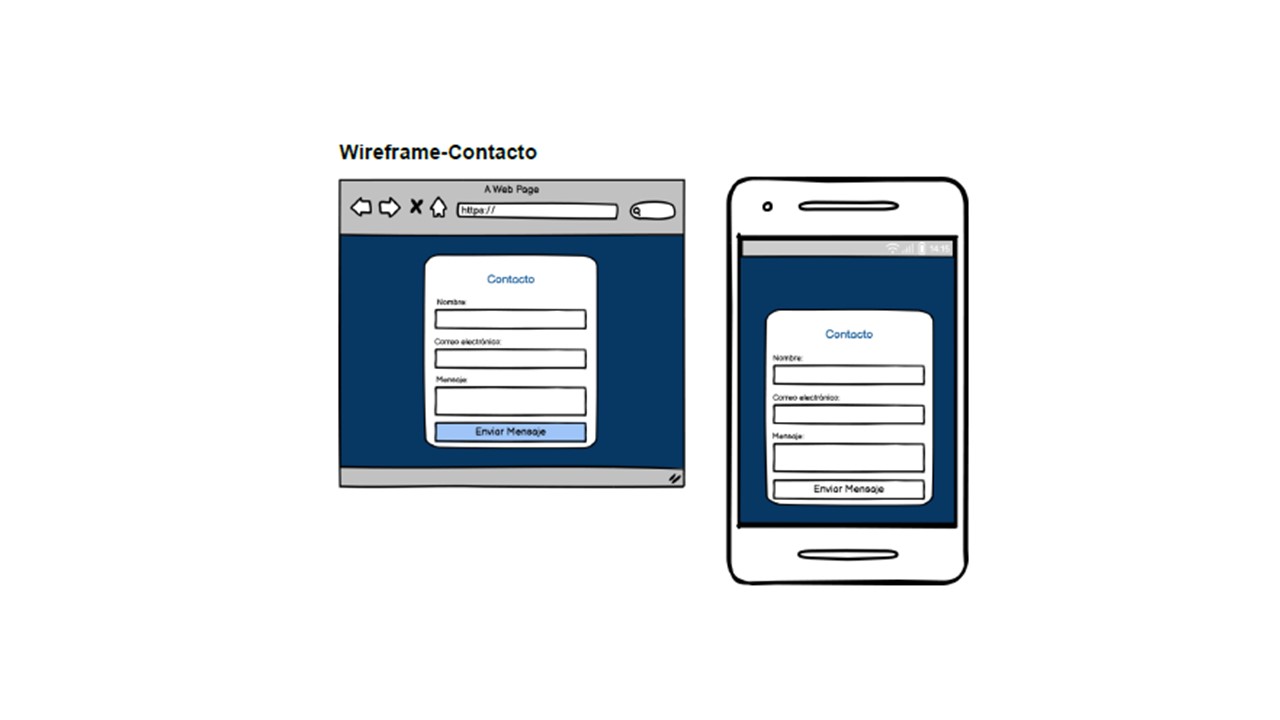 Wireframe-Contacto
A Web Page
https://
Contacto
Nombre:
Correo electrónico:
Mensaje:
Enviar Mensaje
14:15
Contacto
Nombre:
Correo electrónico:
Mensaje:
Enviar Mensaje